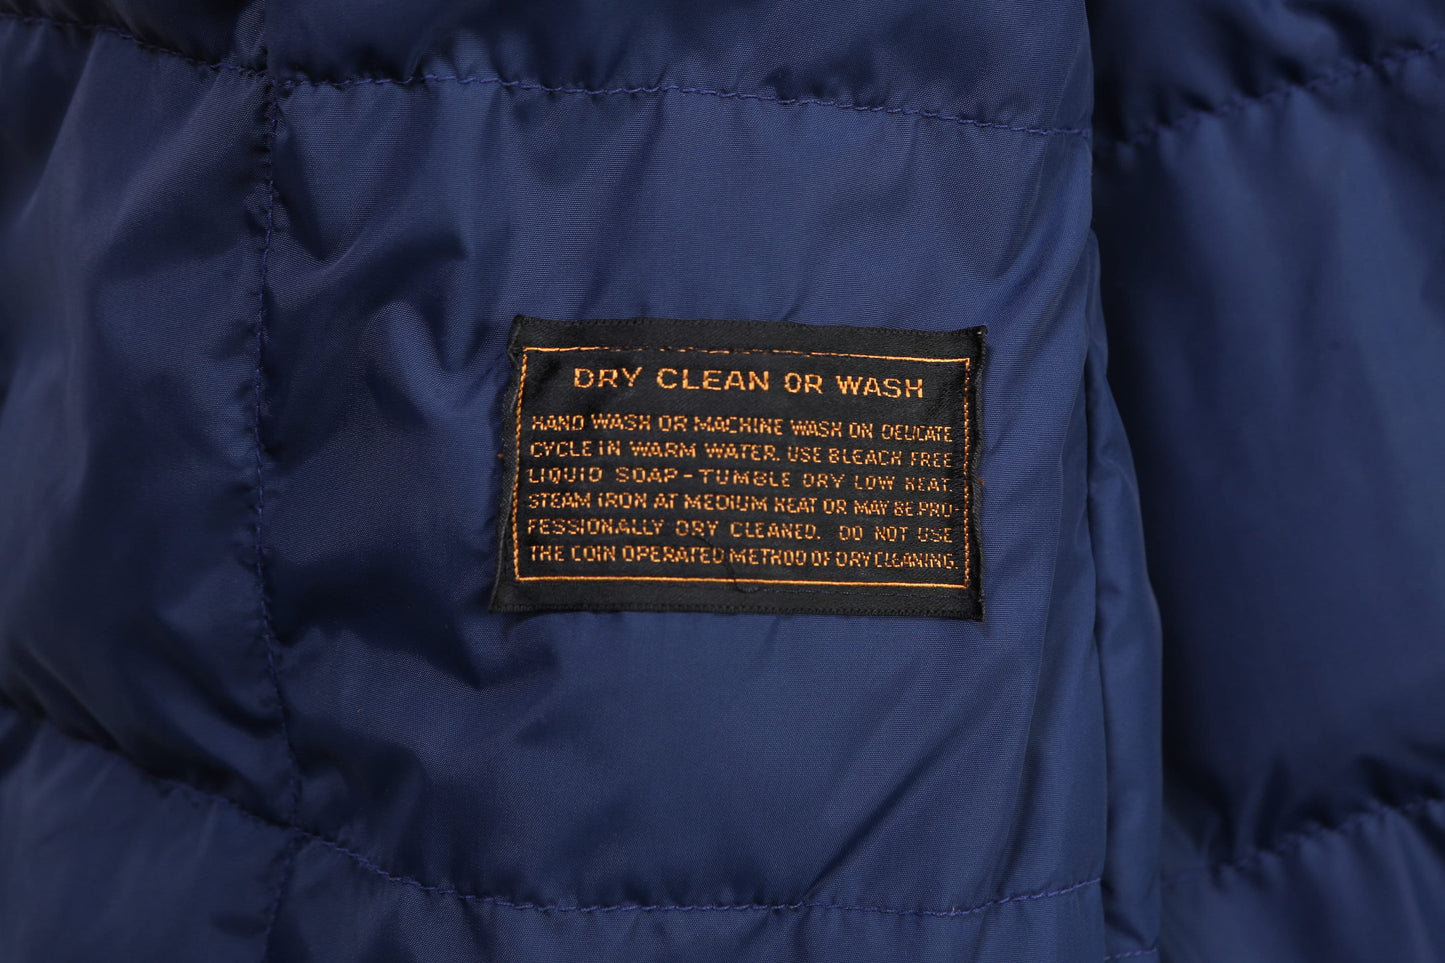 DRY CLEAN OR WASH
HAND WASH OR MACHINE WASH ON DELICATE
CYCLE IN WARM WATER. USE BLEACH FREE
LIQUID SOAP-TUMBLE DRY LOW HEAT.
STEAM IRON AT MEDIUM HEAT OR MAY BE PRO-
FESSIONALLY DRY CLEANED. DO NOT USE
THE COIN OPERATED METHOD OF DRY CLEANING.